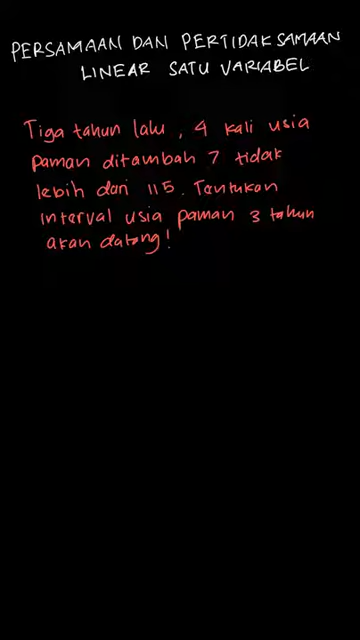 PERSAMAAN DAN PERTIDAKSAMAAN
LINEAR SATU VARIABEL
Tiga tahun lalu, 4 kali usia
paman ditambah 7 tidak
lebih dari 115. Tentukan
interval usia paman 3 tahun
akan datang!